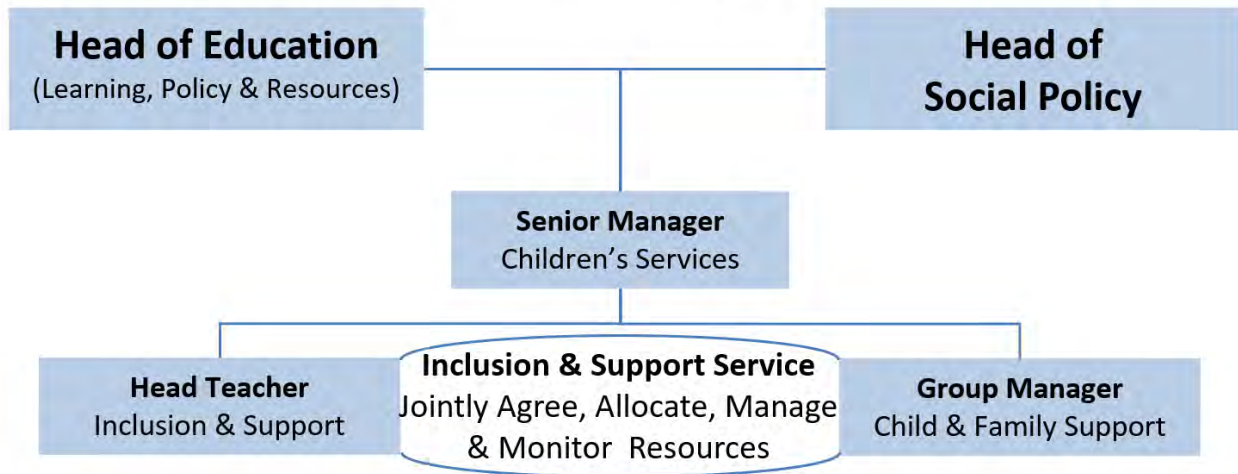 Head of Education
(Learning, Policy & Resources)
Head of
Social Policy
Senior Manager
Children's Services
Head Teacher
Inclusion & Support
Inclusion & Support Service
Jointly Agree, Allocate, Manage
& Monitor Resources
Group Manager
Child & Family Support